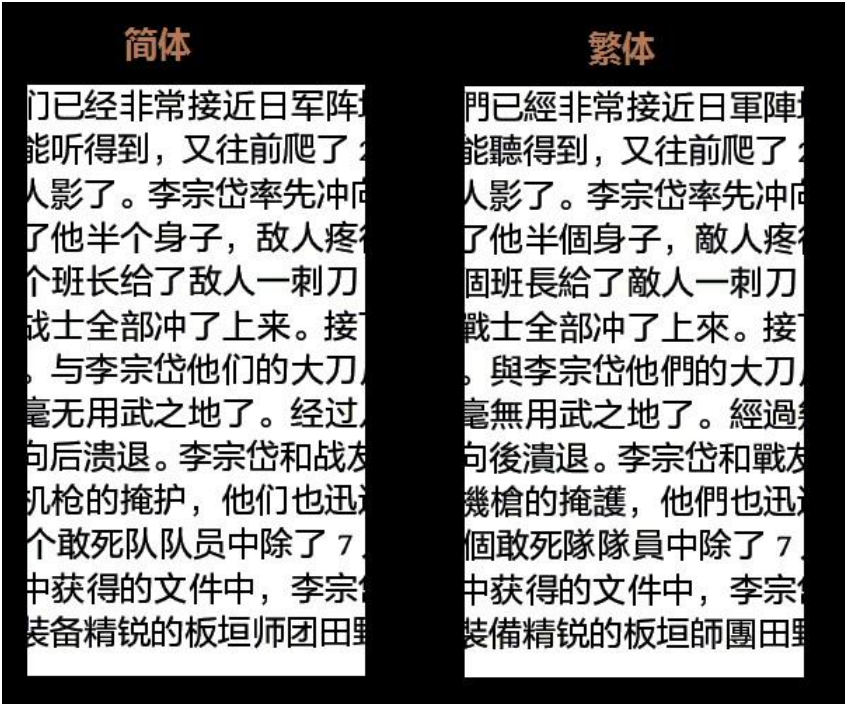 简体
们已经非常接近日军阵
能听得到，又往前爬了 2
人影了。李宗岱率先冲向
了他半个身子，敌人疼得
个班长给了敌人一刺刀
战士全部冲了上来。接下
。与李宗岱他们的大刀
毫无用武之地了。经过
向后溃退。李宗岱和战友
机枪的掩护，他们也迅
个敢死队队员中除了 7
中获得的文件中，李宗岱
装备精锐的板垣师团田野
繁体
們已經非常接近日軍陣
能聽得到，又往前爬了 2
人影了。李宗岱率先冲向
了他半個身子，敵人疼得
個班長給了敵人一刺刀
戰士全部冲了上來。接下
。與李宗岱他們的大刀
毫無用武之地了。經過
向後潰退。李宗岱和戰友
機槍的掩護，他們也迅
個敢死隊隊員中除了 7
中获得的文件中，李宗岱
裝備精锐的板垣師團田野